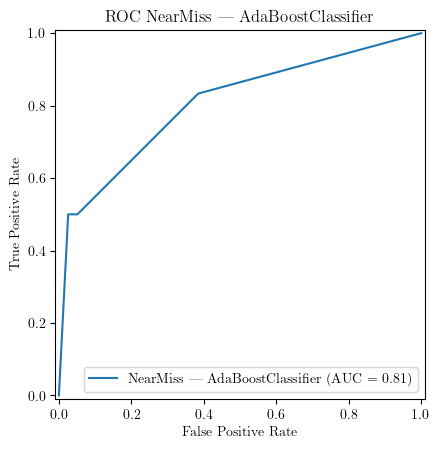 ROC NearMiss — AdaBoostClassifier
1.0
0.8
0.6
0.4
0.2
0.0
True Positive Rate
NearMiss — AdaBoostClassifier (AUC = 0.81)
0.0 0.2 0.4 0.6 0.8 1.0
False Positive Rate